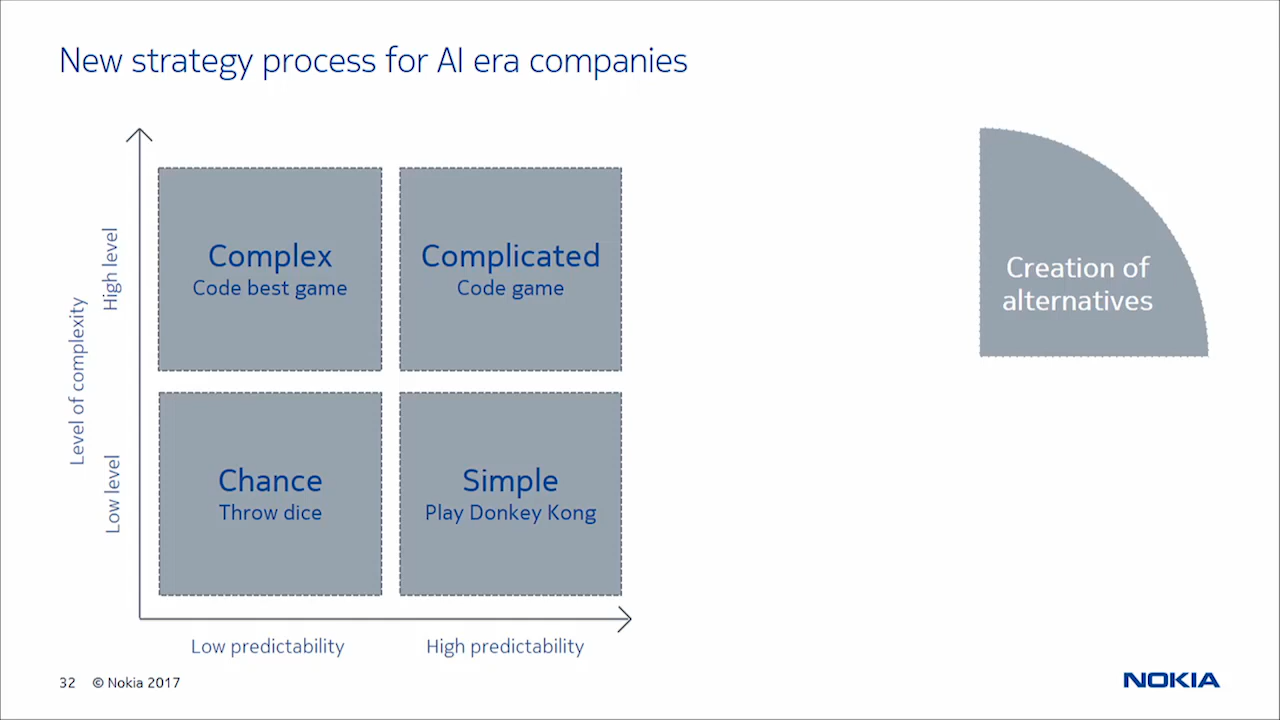 New strategy process for AI era companies
Level of complexity
High level
Low level
Complex
Code best game
Complicated
Code game
Chance
Throw dice
Simple
Play Donkey Kong
Low predictability
High predictability
Creation of
alternatives
32 © Nokia 2017
NOKIA